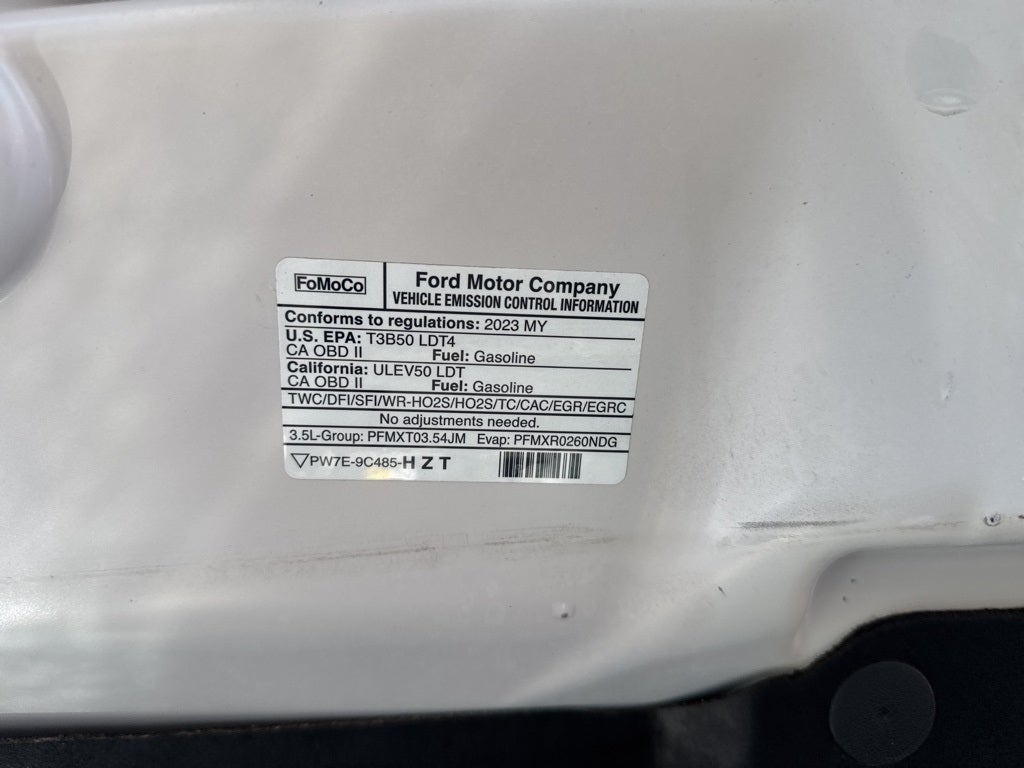 FoMoCo
Ford Motor Company
VEHICLE EMISSION CONTROL INFORMATION
Conforms to regulations: 2023 MY
U.S. EPA: T3B50 LDT4
CA OBD II Fuel: Gasoline
California: ULEV50 LDT
CA OBD II Fuel: Gasoline
TWC/DFI/SFI/WR-HO2S/HO2S/TC/CAC/EGR/EGRC
No adjustments needed.
3.5L-Group: PFMXT03.54JM Evap: PFMXR0260NDG
PW7E-9C485-H Z T